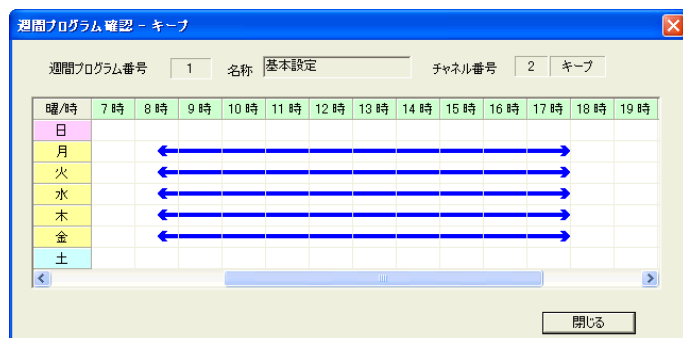 週間プログラム確認 - キープ
週間プログラム番号 1 名称 基本設定 チャネル番号 2 キープ
曜/時 7時 8時 9時 10時 11時 12時 13時 14時 15時 16時 17時 18時 19時
日
月
火
水
木
金
土
閉じる